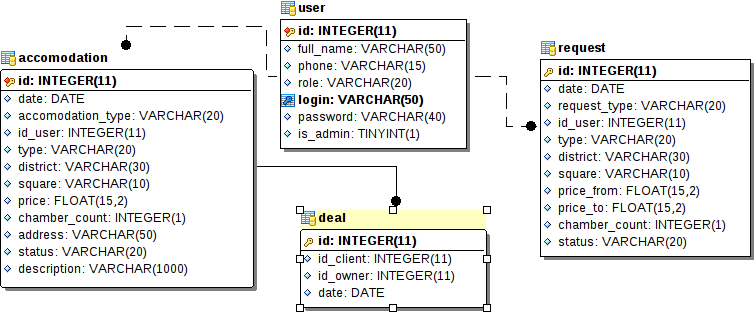 user
id: INTEGER(11)
full_name: VARCHAR(50)
phone: VARCHAR(15)
role: VARCHAR(20)
login: VARCHAR(50)
password: VARCHAR(40)
is_admin: TINYINT(1)
accomodation
id: INTEGER(11)
date: DATE
accomodation_type: VARCHAR(20)
id_user: INTEGER(11)
type: VARCHAR(20)
district: VARCHAR(30)
square: VARCHAR(10)
price: FLOAT(15,2)
chamber_count: INTEGER(1)
address: VARCHAR(50)
status: VARCHAR(20)
description: VARCHAR(1000)
request
id: INTEGER(11)
date: DATE
request_type: VARCHAR(20)
id_user: INTEGER(11)
type: VARCHAR(20)
district: VARCHAR(30)
square: VARCHAR(10)
price_from: FLOAT(15,2)
price_to: FLOAT(15,2)
chamber_count: INTEGER(1)
status: VARCHAR(20)
deal
id: INTEGER(11)
id_client: INTEGER(11)
id_owner: INTEGER(11)
date: DATE